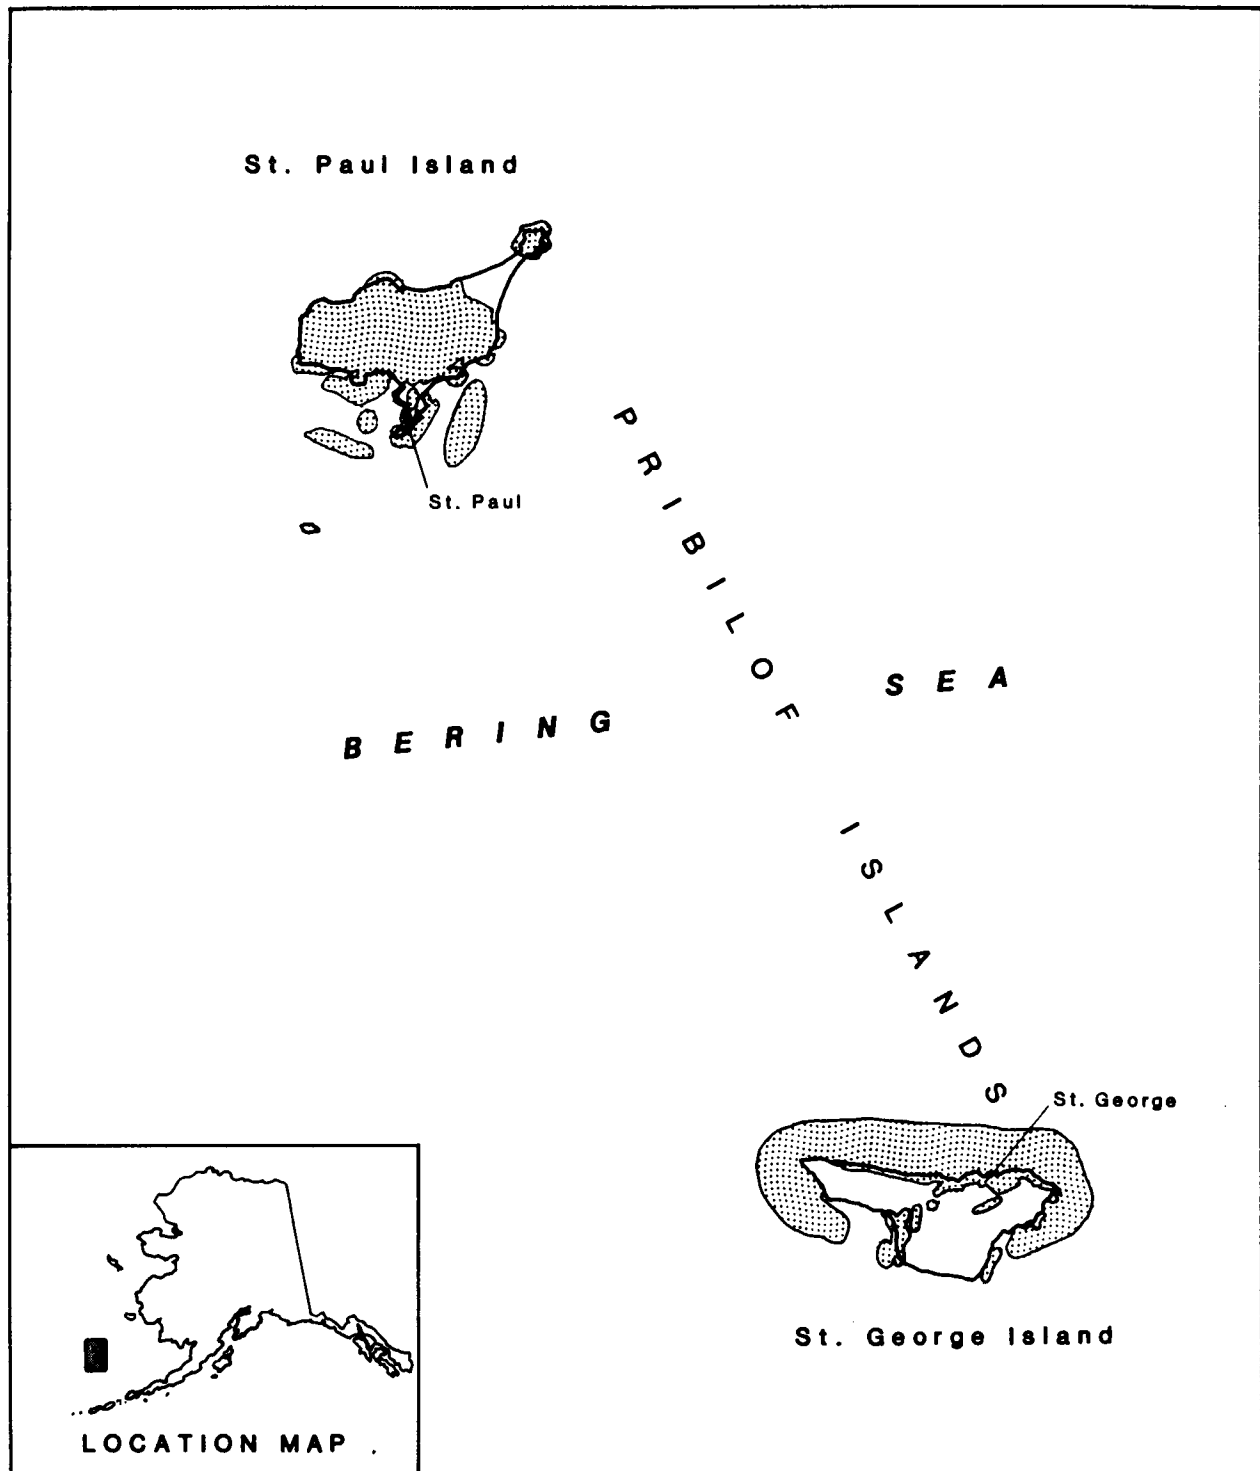 St. Paul Island
St. Paul
PRIBILOF ISLANDS
BERING SEA
St. George
St. George Island
LOCATION MAP